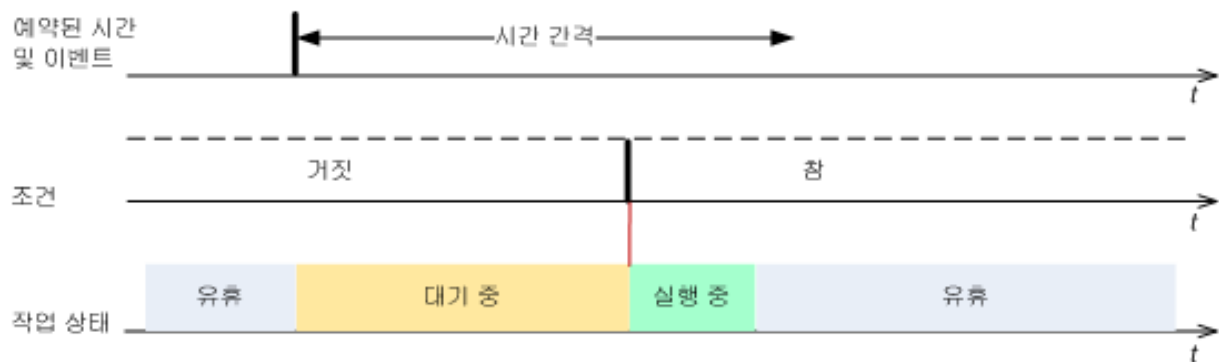 예약된 시간
및 이벤트
시간 간격
t
거짓
참
조건
t
유휴
대기 중
실행 중
유휴
작업 상태
t